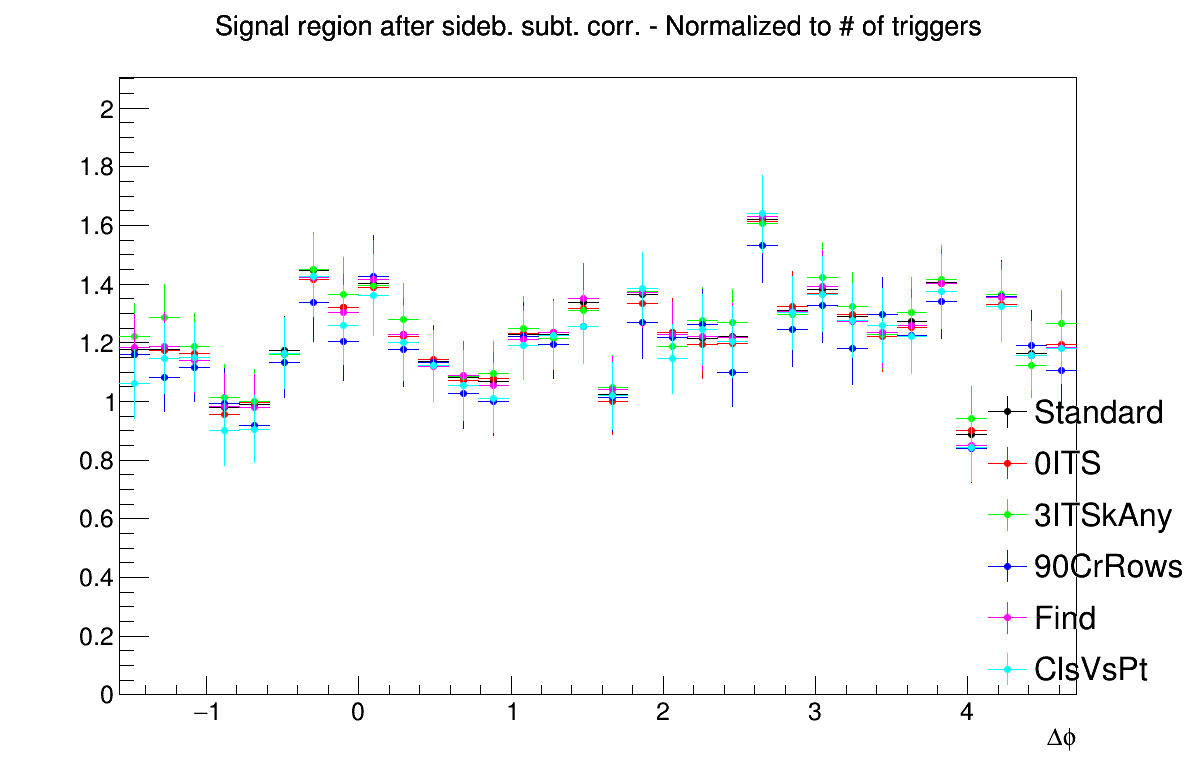 Signal region after sideb. subt. corr. - Normalized to # of triggers
2
1.8
1.6
1.4
1.2
1
0.8
0.6
0.4
0.2
0
−1 0 1 2 3 4
Δϕ
Standard
0ITS
3ITSkAny
90CrRows
Find
ClsVsPt